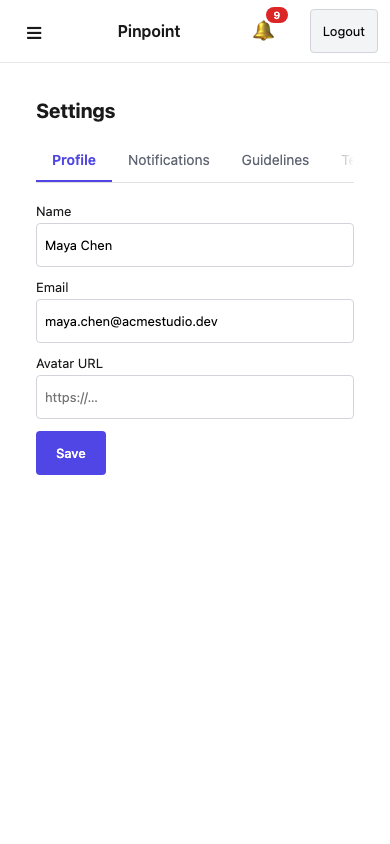 Pinpoint
9
Logout
Settings
Profile Notifications Guidelines
Name
Maya Chen
Email
maya.chen@acmestudio.dev
Avatar URL
https://...
Save